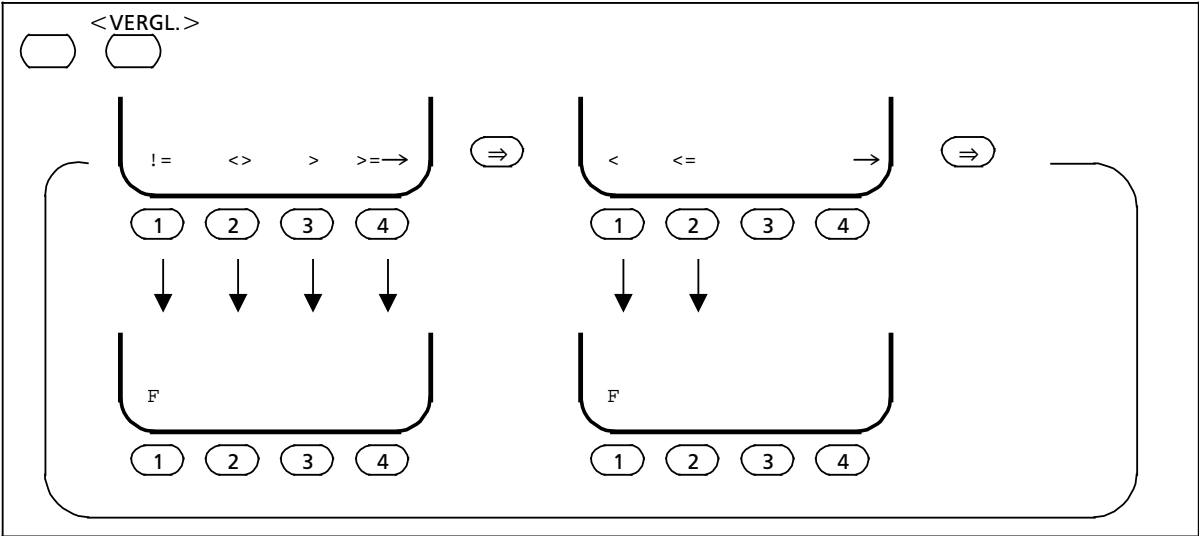 <VERGL.>
!= <> > >=→ ⇒ < <= → ⇒
1 2 3 4 1 2 3 4
F F
1 2 3 4 1 2 3 4